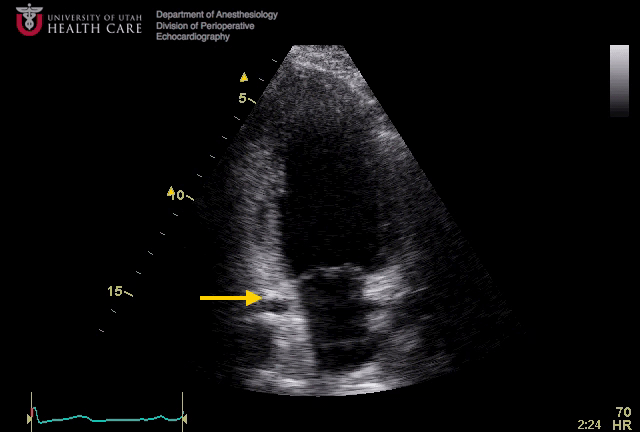 UNIVERSITY OF UTAH
HEALTH CARE
Department of Anesthesiology
Division of Perioperative
Echocardiography
5
10
15
70
2:24 HR